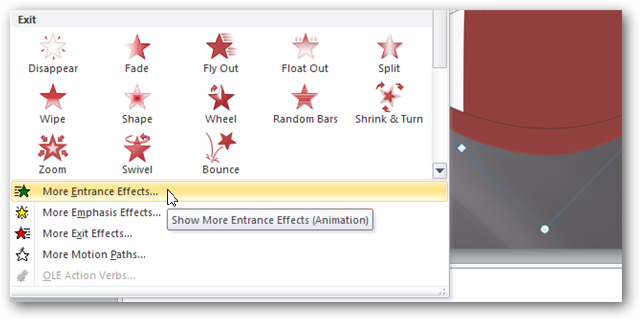 Exit
Disappear Fade Fly Out Float Out Split
Wipe Shape Wheel Random Bars Shrink & Turn
Zoom Swivel Bounce
More Entrance Effects...
More Emphasis Effects...
Show More Entrance Effects (Animation)
More Exit Effects...
More Motion Paths...
OLE Action Verbs...